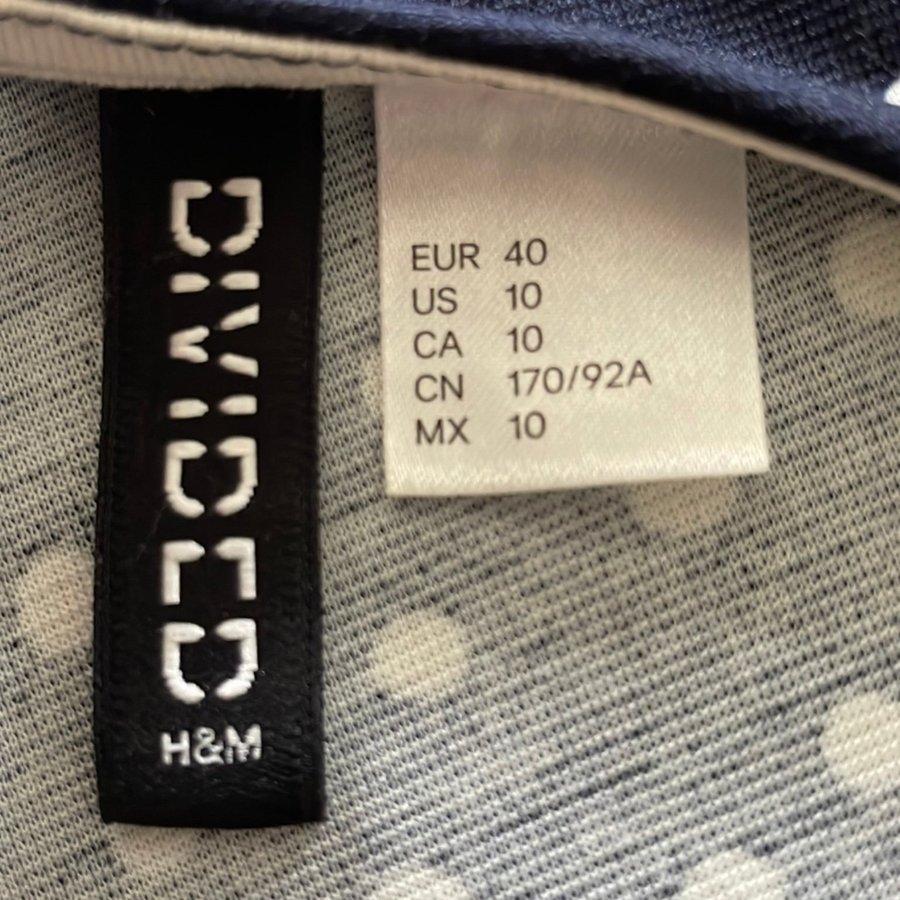 DIVIDED
H&M
EUR 40
US 10
CA 10
CN 170/92A
MX 10